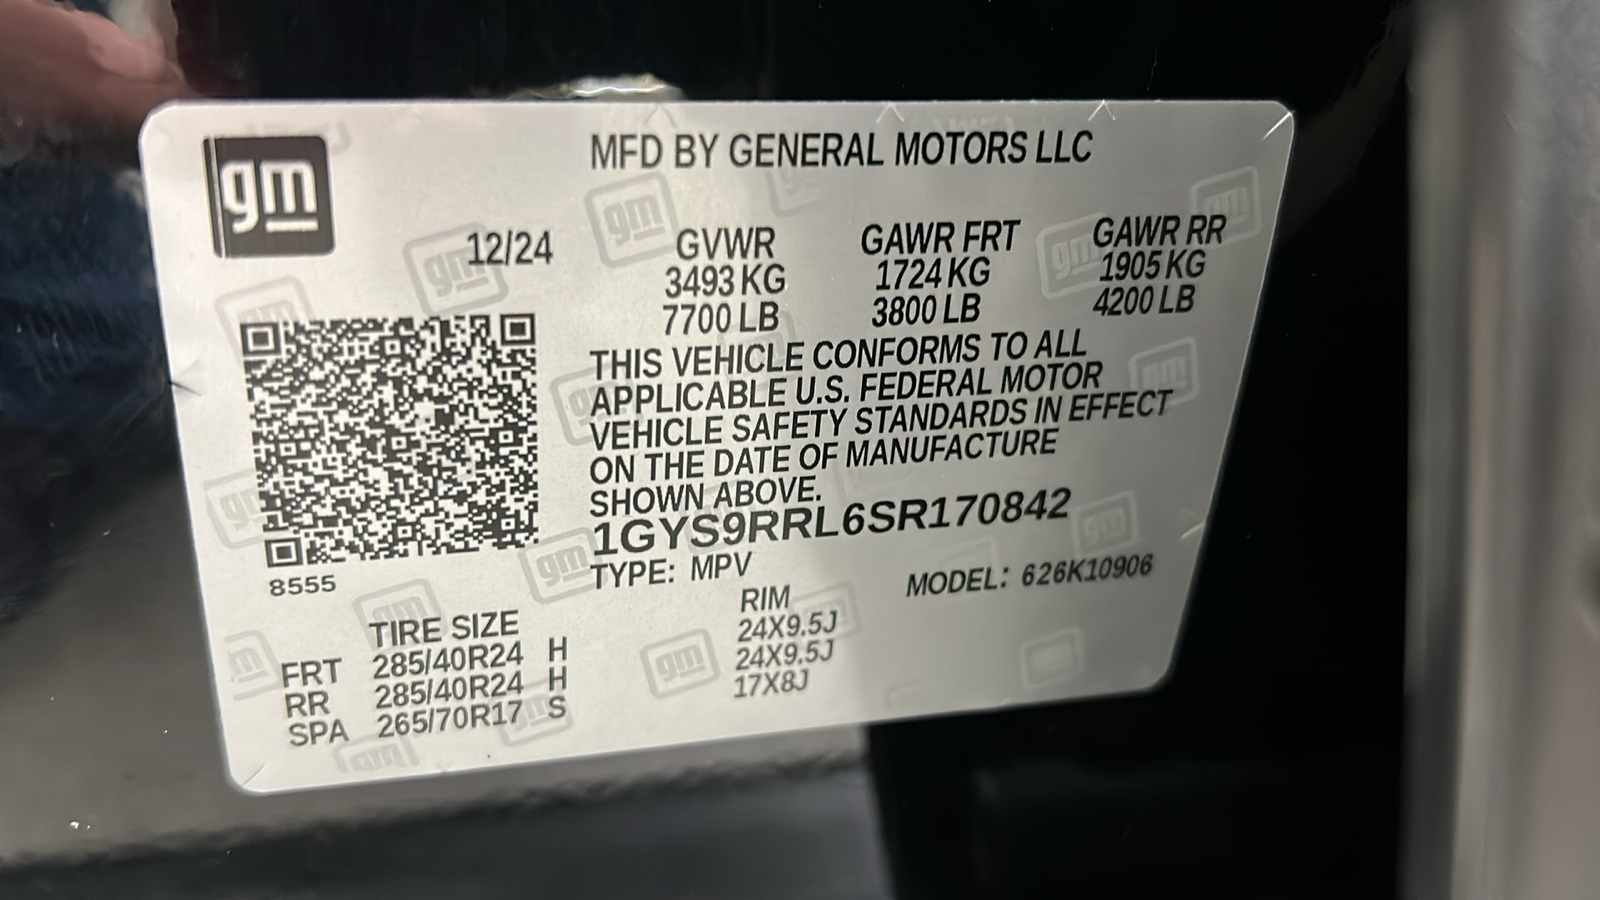 gm
MFD BY GENERAL MOTORS LLC
12/24
GVWR GAWR FRT GAWR RR
3493 KG 1724 KG 1905 KG
7700 LB 3800 LB 4200 LB
THIS VEHICLE CONFORMS TO ALL
APPLICABLE U.S. FEDERAL MOTOR
VEHICLE SAFETY STANDARDS IN EFFECT
ON THE DATE OF MANUFACTURE
SHOWN ABOVE.
1GYS9RRL6SR170842
TYPE: MPV MODEL: 626K10906
8555
TIRE SIZE RIM
FRT 285/40R24 H 24X9.5J
RR 285/40R24 H 24X9.5J
SPA 265/70R17 S 17X8J